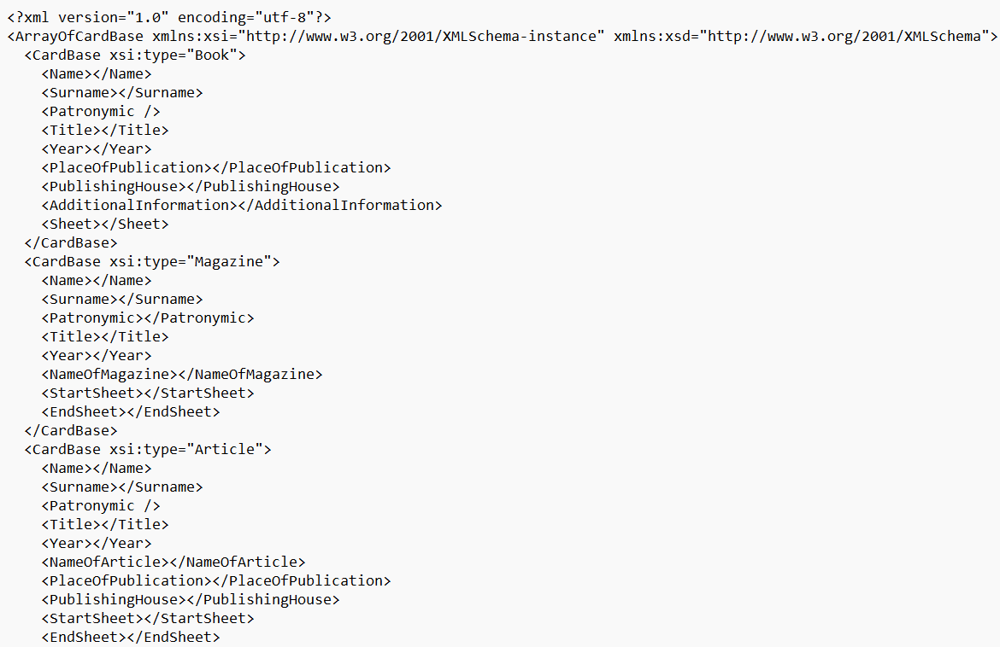 <?xml version="1.0" encoding="utf-8"?>
<ArrayOfCardBase xmlns:xsi="http://www.w3.org/2001/XMLSchema-instance" xmlns:xsd="http://www.w3.org/2001/XMLSchema">
  <CardBase xsi:type="Book">
    <Name></Name>
    <Surname></Surname>
    <Patronymic />
    <Title></Title>
    <Year></Year>
    <PlaceOfPublication></PlaceOfPublication>
    <PublishingHouse></PublishingHouse>
    <AdditionalInformation></AdditionalInformation>
    <Sheet></Sheet>
  </CardBase>
  <CardBase xsi:type="Magazine">
    <Name></Name>
    <Surname></Surname>
    <Patronymic></Patronymic>
    <Title></Title>
    <Year></Year>
    <NameOfMagazine></NameOfMagazine>
    <StartSheet></StartSheet>
    <EndSheet></EndSheet>
  </CardBase>
  <CardBase xsi:type="Article">
    <Name></Name>
    <Surname></Surname>
    <Patronymic />
    <Title></Title>
    <Year></Year>
    <NameOfArticle></NameOfArticle>
    <PlaceOfPublication></PlaceOfPublication>
    <PublishingHouse></PublishingHouse>
    <StartSheet></StartSheet>
    <EndSheet></EndSheet>